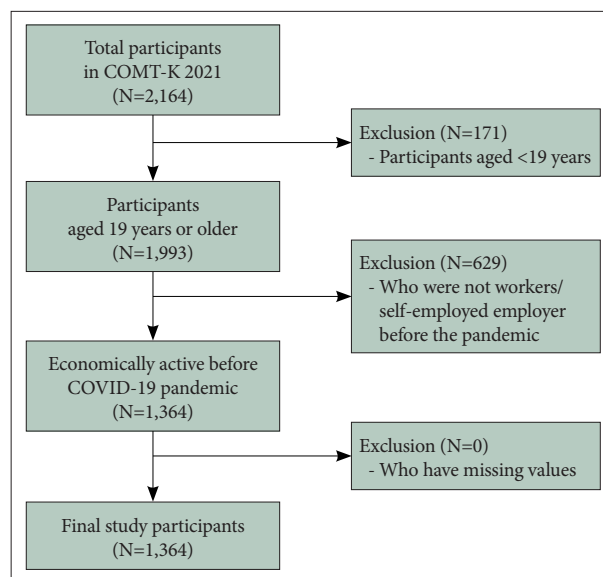 Total participants
in COMT-K 2021
(N=2,164)
Exclusion (N=171)
- Participants aged <19 years
Participants
aged 19 years or older
(N=1,993)
Exclusion (N=629)
- Who were not workers/
self-employed employer
before the pandemic
Economically active before
COVID-19 pandemic
(N=1,364)
Exclusion (N=0)
- Who have missing values
Final study participants
(N=1,364)